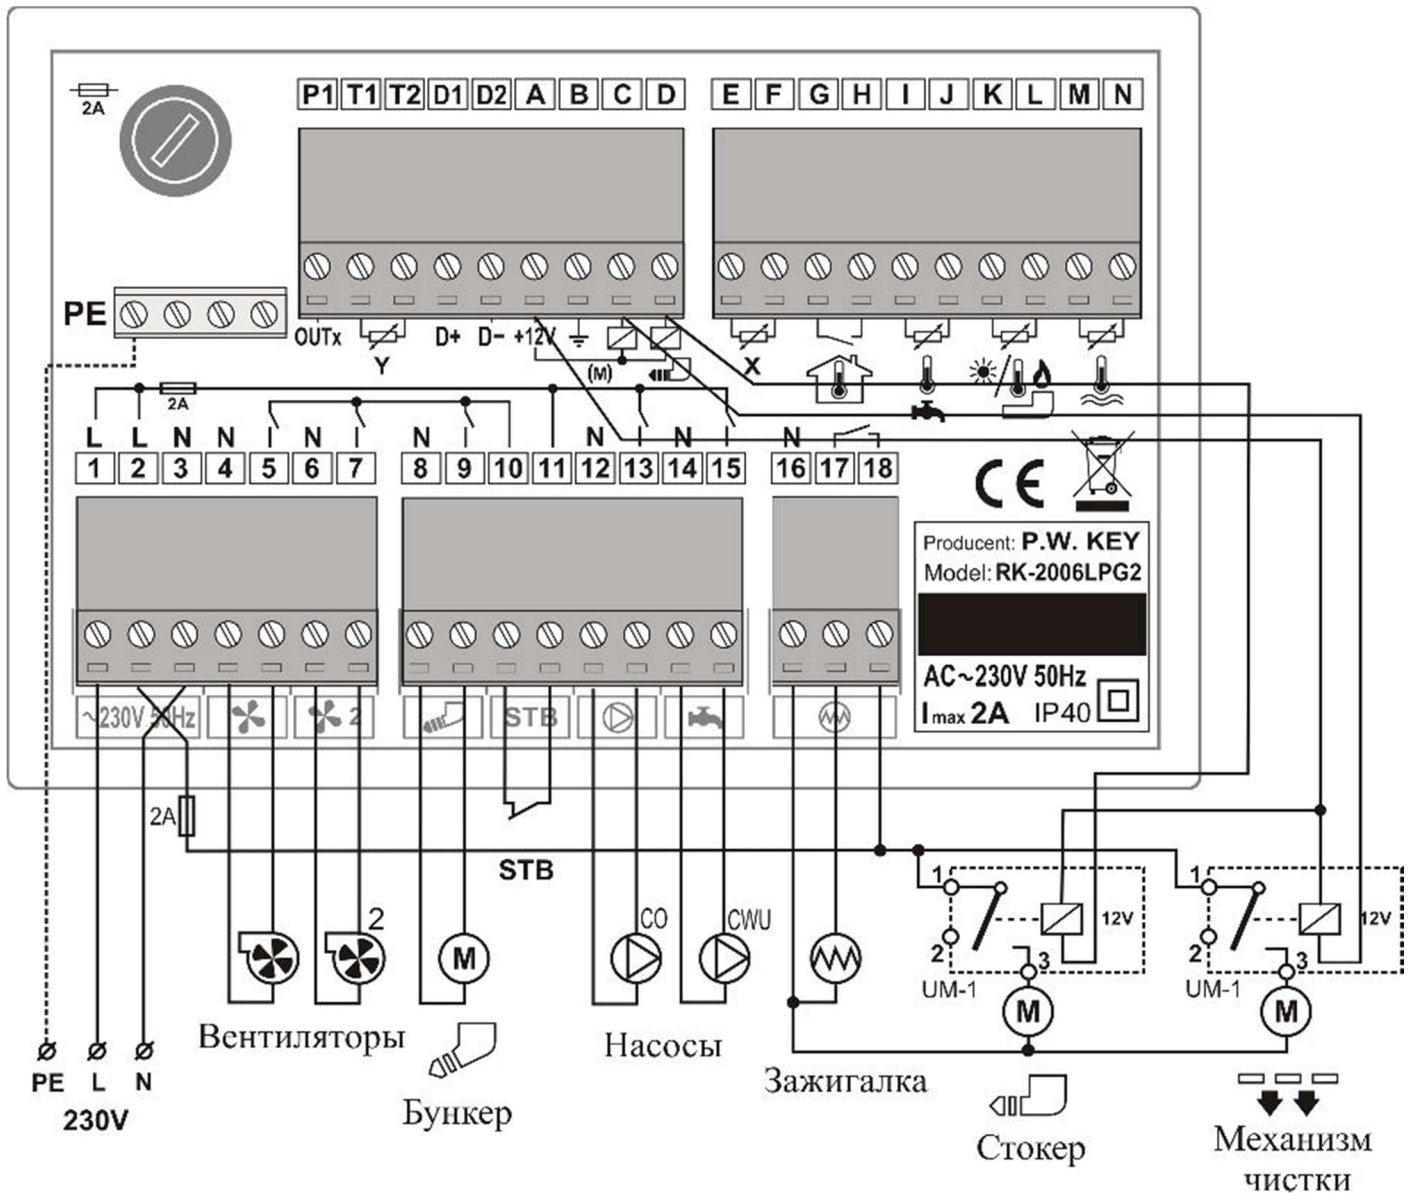 2A
P1 T1 T2 D1 D2 A B C D E F G H I J K L M N
PE
OUTx Y D+ D- +12V (M) X
2A
L L N N N N N N N
1 2 3 4 5 6 7 8 9 10 11 12 13 14 15 16 17 18
CE
Producent: P.W. KEY
Model: RK-2006LPG2
AC~230V 50Hz
Imax 2A IP40
~230V 50Hz 2 STB
2A
STB
1 12V 1 12V
2 CO CWU
M 2 3 2 3
UM-1 UM-1
M M
Вентиляторы Насосы
PE L N Зажигалка
230V Бункер
Стокер Механизм
чистки